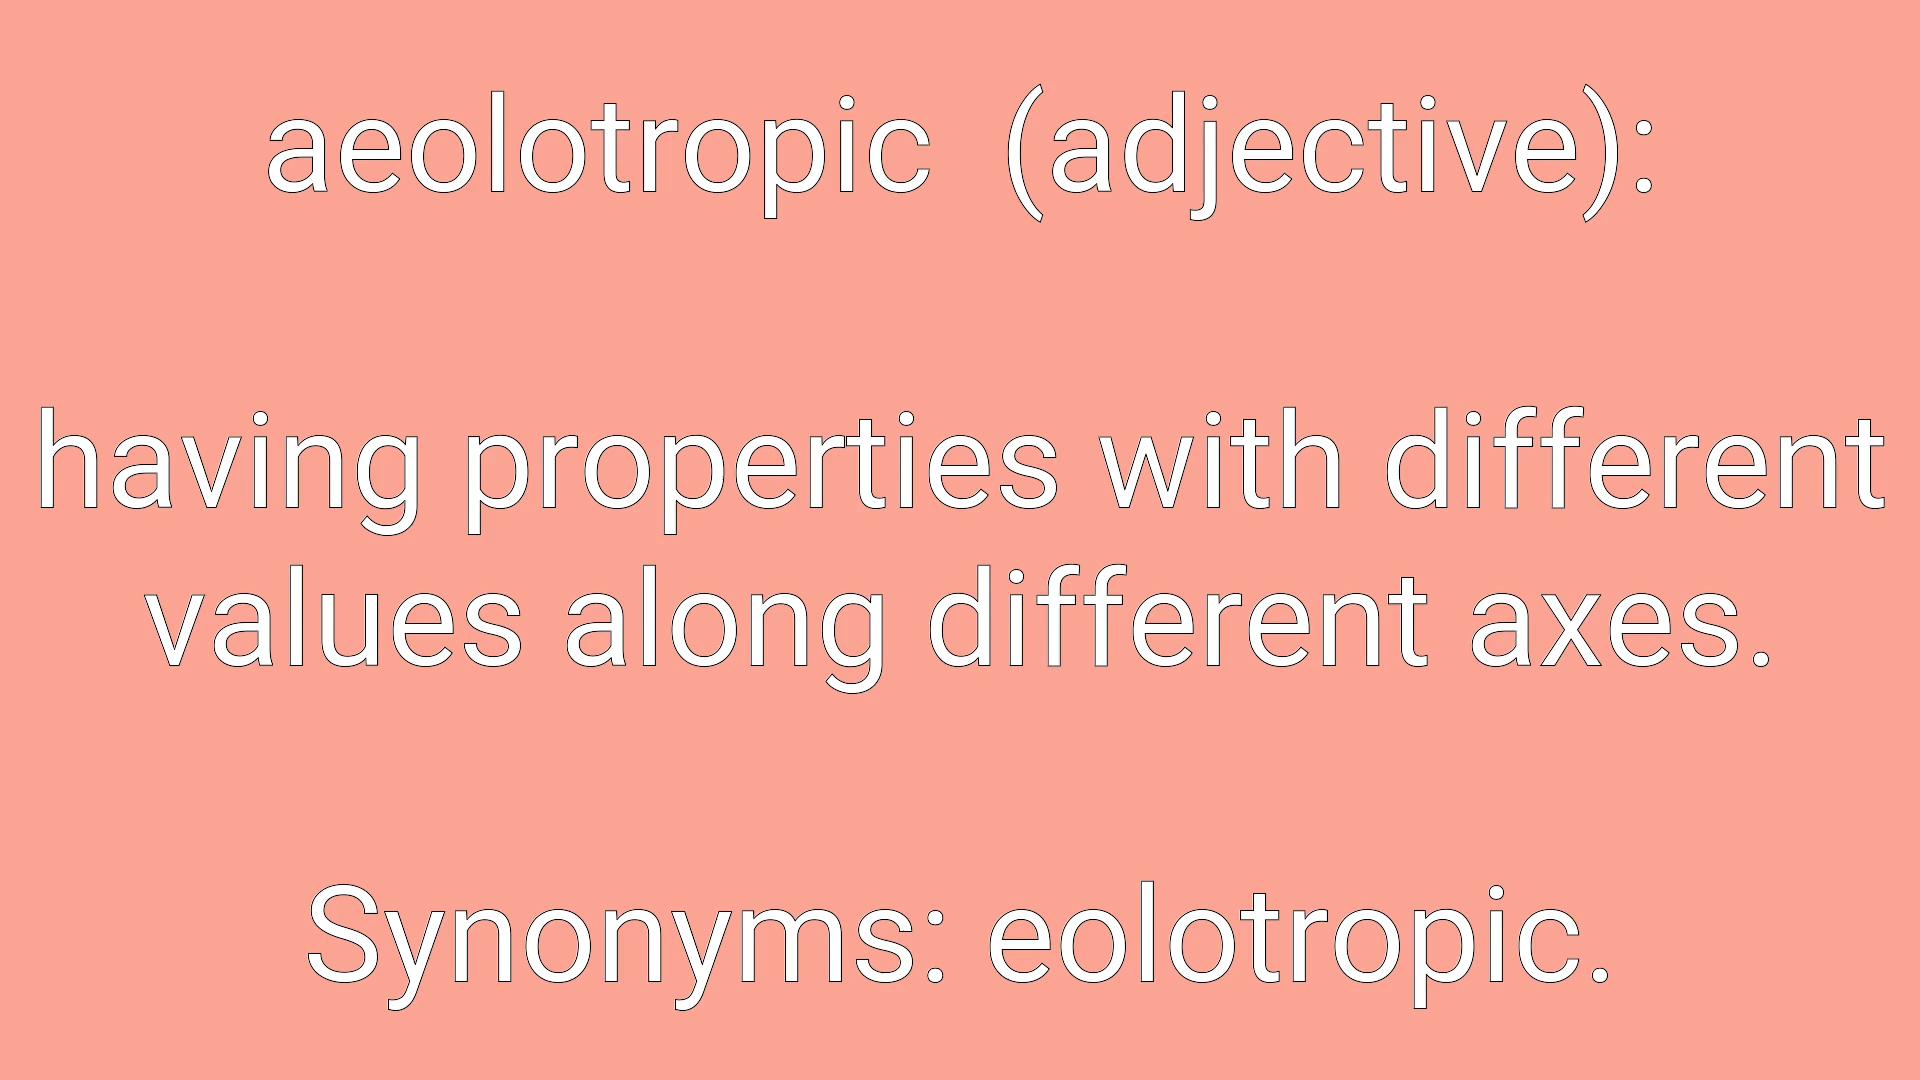 aeolotropic  (adjective):
having properties with different
values along different axes.
Synonyms: eolotropic.